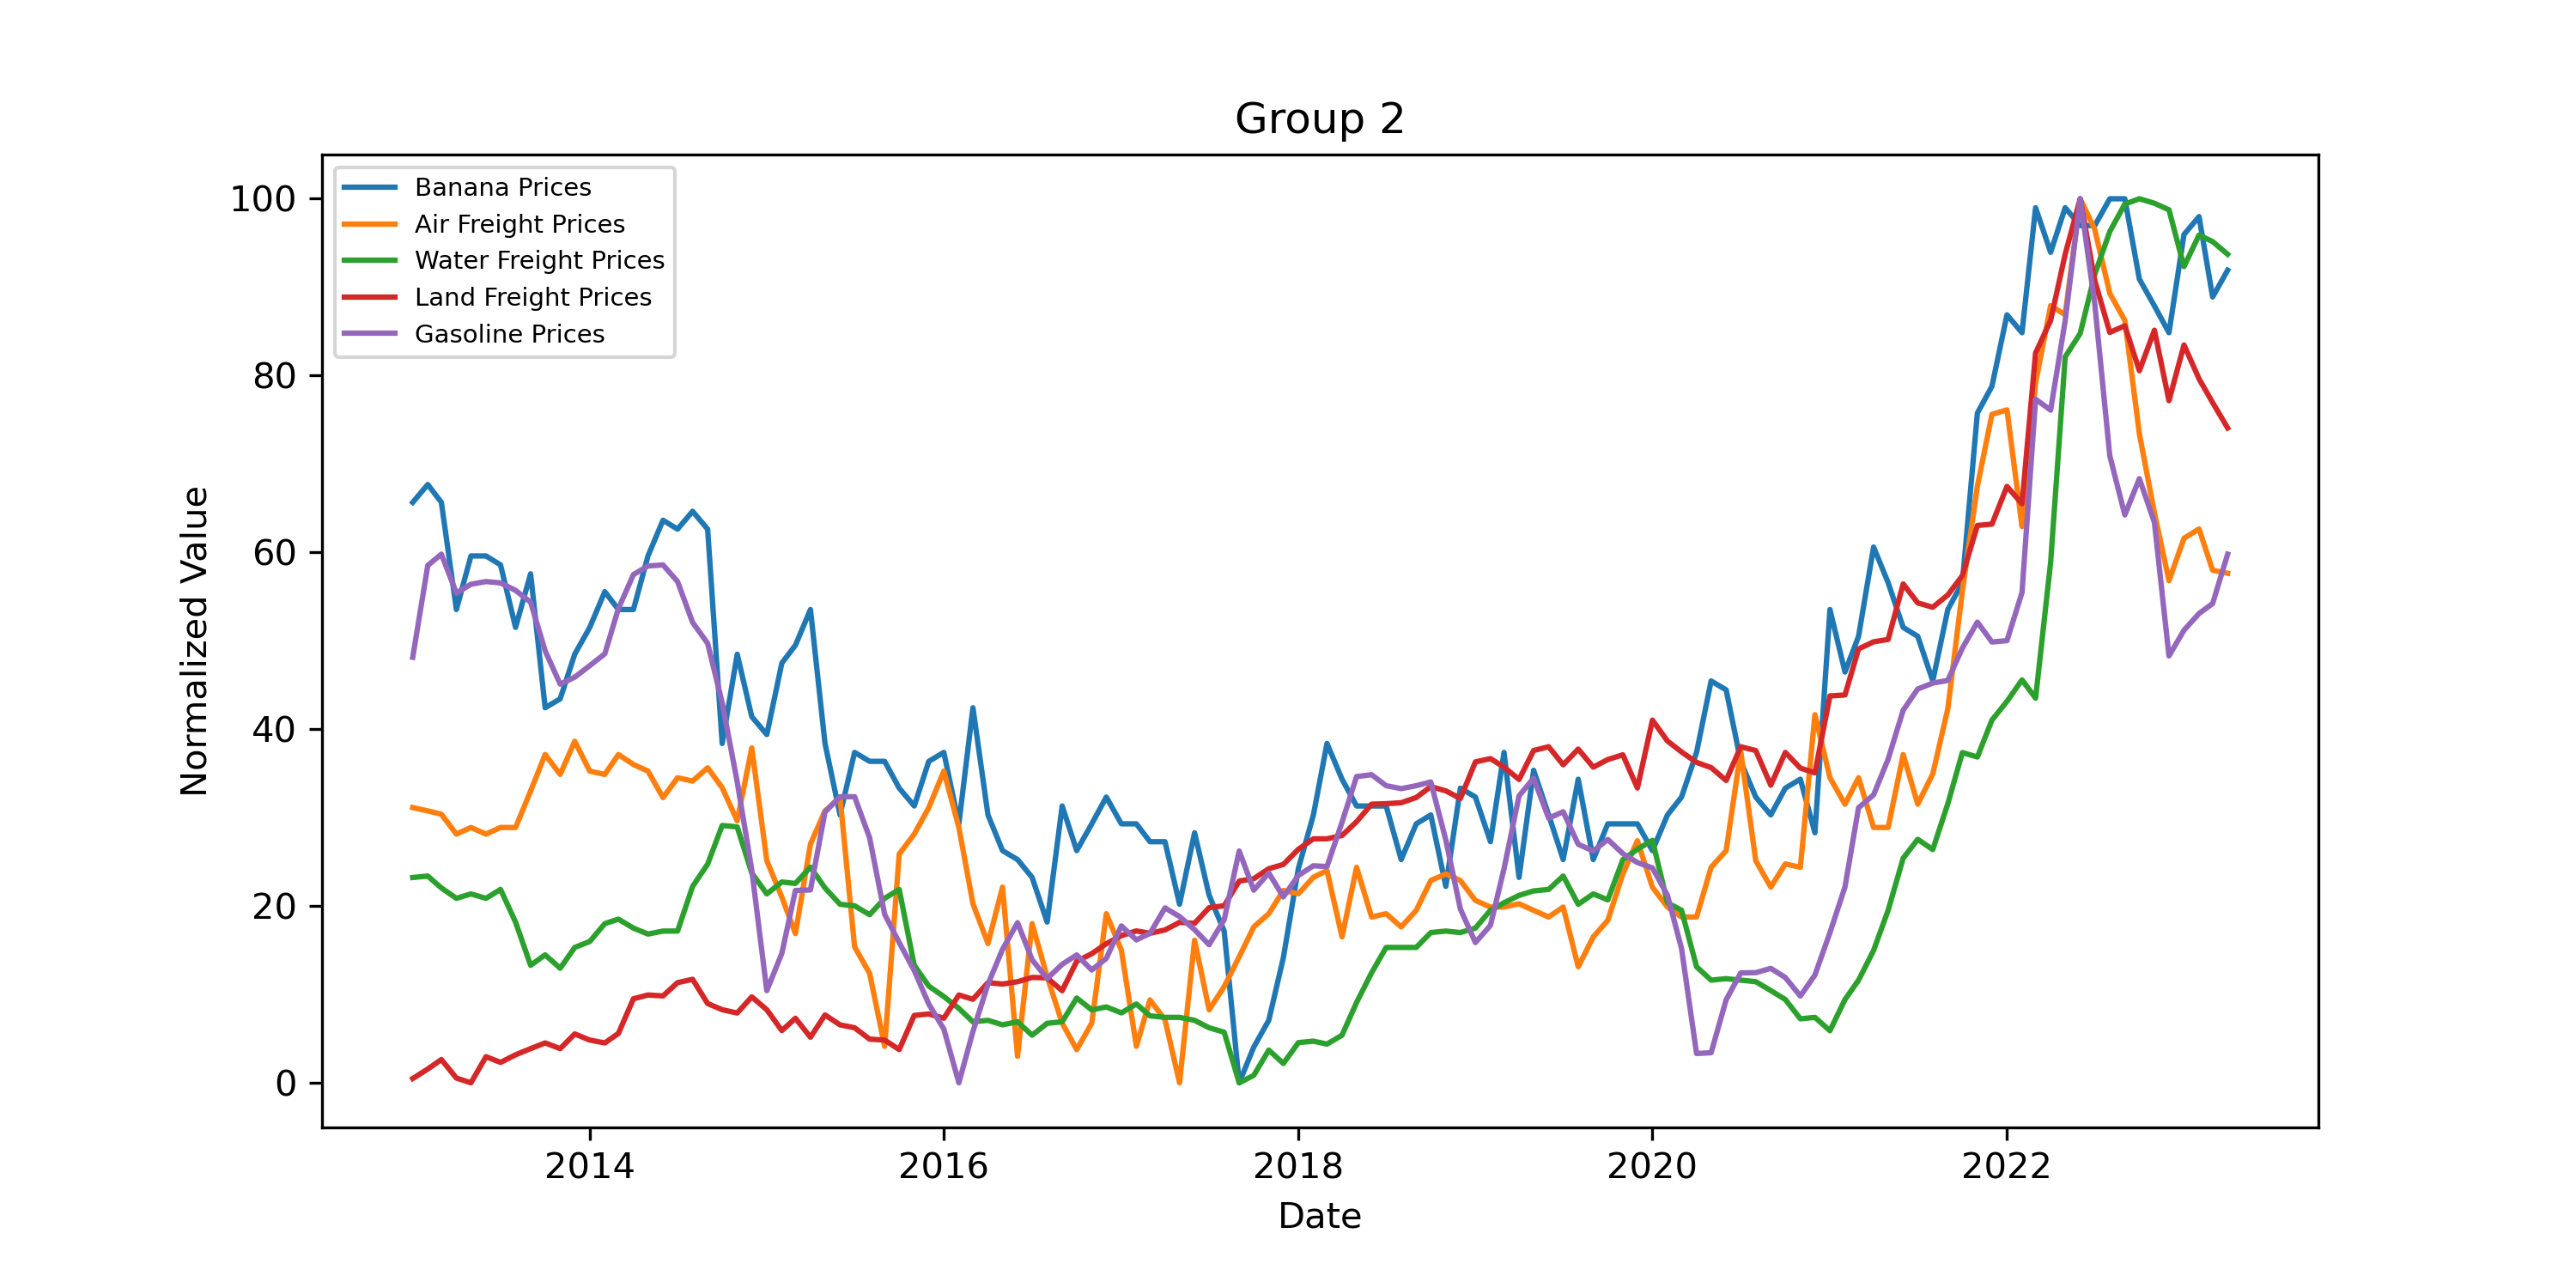 Group 2
Banana Prices
Air Freight Prices
Water Freight Prices
Land Freight Prices
Gasoline Prices
Normalized Value
100
80
60
40
20
0
2014 2016 2018 2020 2022
Date